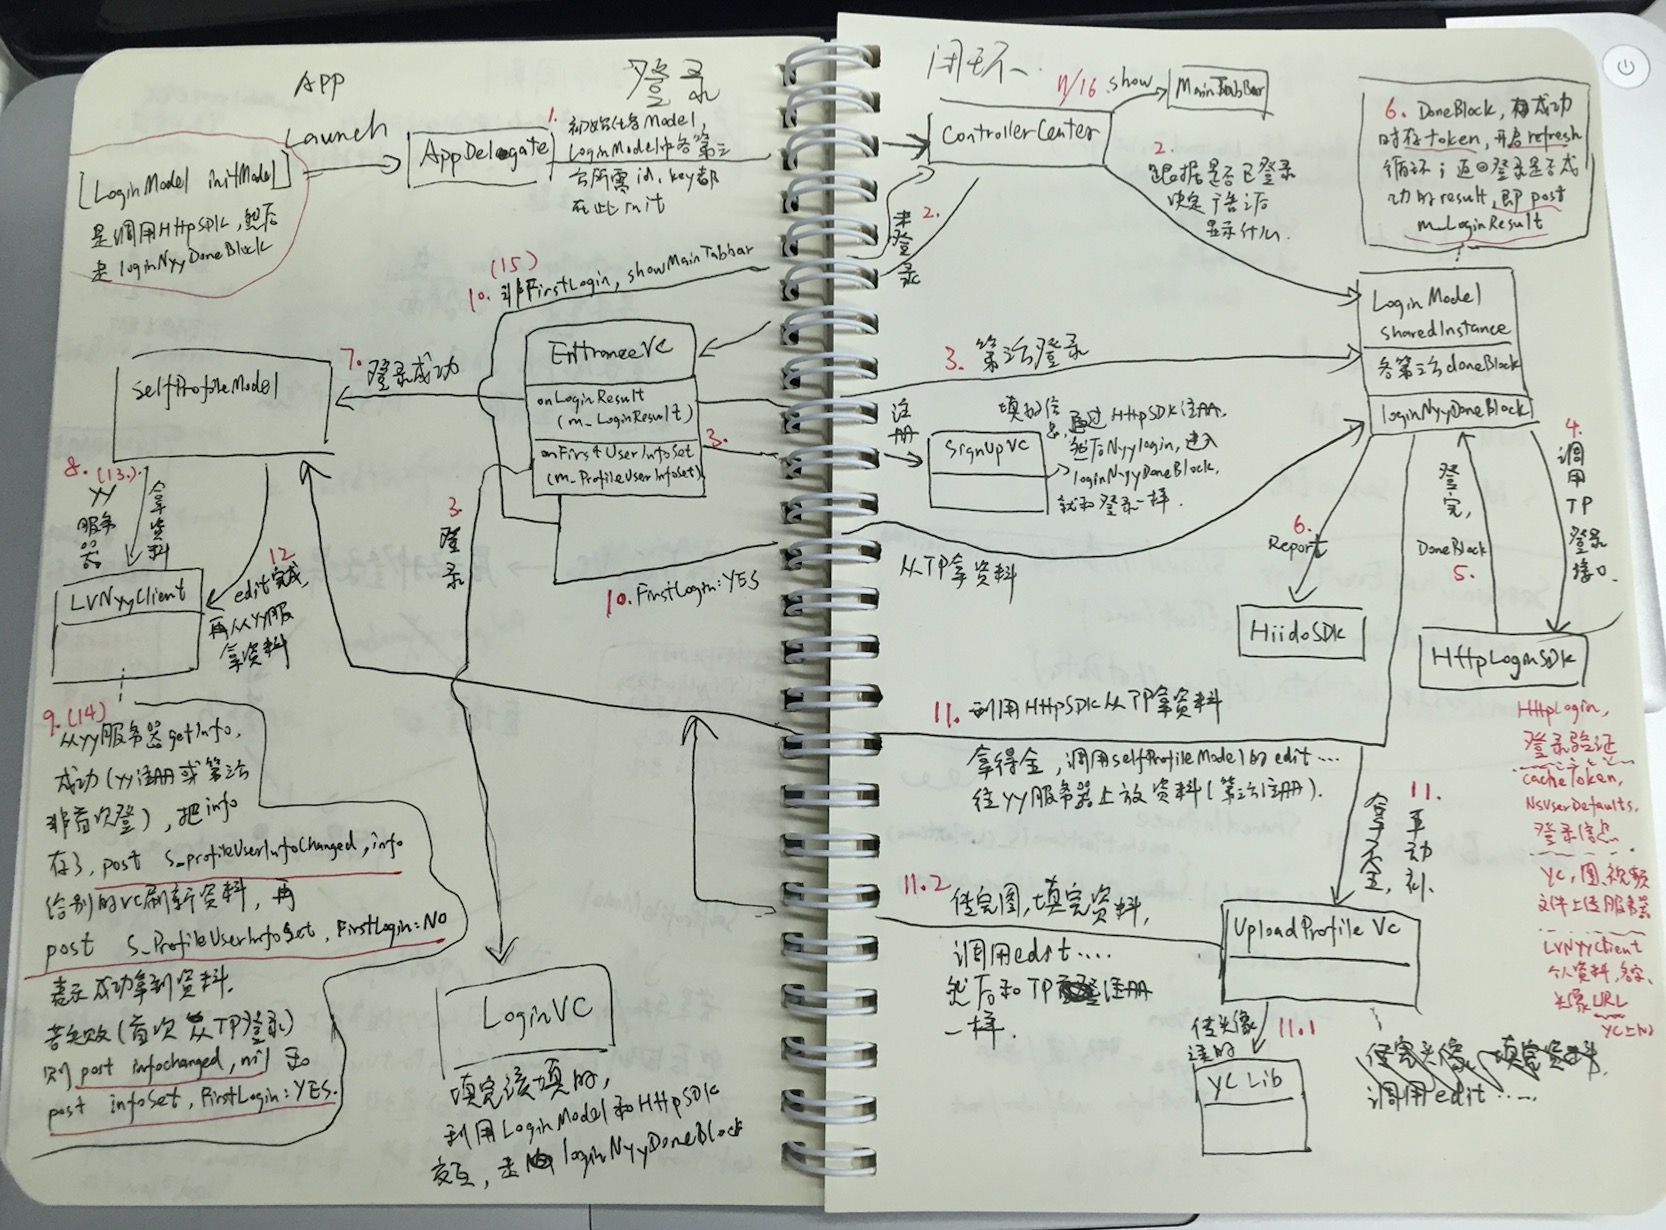 APP
登录
闭环
Launch
[LoginModel initModel]
是调用HttpSDK,然后
走loginNyyDoneBlock
AppDelegate
1.
初始化各Model,
LoginModel中各第三
方所需id、key都
在此init
ControllerCenter
11/16. show
MainTabBar
2.
跟据是否已登录
决定广告之后
显示什么.
6. DoneBlock, 成功
时存token,开启refresh
循环;返回登录是否成
功的result,即post
m_LoginResult
2.
未登录
(15)
10. 非FirstLogin, showMainTabbar
EntranceVC
onLoginResult
(m_LoginResult)
onFirstUserInfoSet
(m_ProfileUserInfoSet)
7. 登录成功
selfProfileModel
LoginModel
sharedInstance
各第三方doneBlock
loginNyyDoneBlock
3. 第三方登录
3.
注册
SignUpVC
填的信
息,通过HttpSDK注册.
然后Nyylogin,进入
loginNyyDoneBlock,
就和登录一样.
4.
调用TP登录接口.
登完,
DoneBlock
5.
6.
Report
HiidoSDK
HttpLoginSDK
8. (13.)
YY服务器
拿资料
12
edit完成,
再从YY服
拿资料
LVNyyClient
3.
登录
10. FirstLogin:YES
从TP拿资料
9. (14)
从YY服务器getInfo,
成功(YY注册或第三方
非首次登),把info
存了, post S_profileUserInfoChanged, info
给别的VC刷新资料,再
post S_ProfileUserInfoSet, FirstLogin:NO
表示成功拿到资料.
若失败(首次从TP登录)
则post infochanged, nil 和
post infoSet, FirstLogin:YES.
LoginVC
填完该填的,
利用LoginModel和HttpSDK
交互,走loginNyyDoneBlock
11. 利用HttpSDK从TP拿资料
拿得全,调用selfProfileModel的edit...
往YY服务器上放资料(第三方注册).
11.
拿不全,
手动补.
11.2
传完图,填完资料,
调用edit....
然后和TP注册
一样.
UploadProfileVC
11.1
传头像
YC Lib
传完头像,填完资料,
调用edit.....
HttpLogin,
登录验证
cacheToken,
NSUserDefaults,
登录信息
YC,图,视频
文件上传服务器
LVNyyClient
个人资料,名字,
头像URL
YC上的